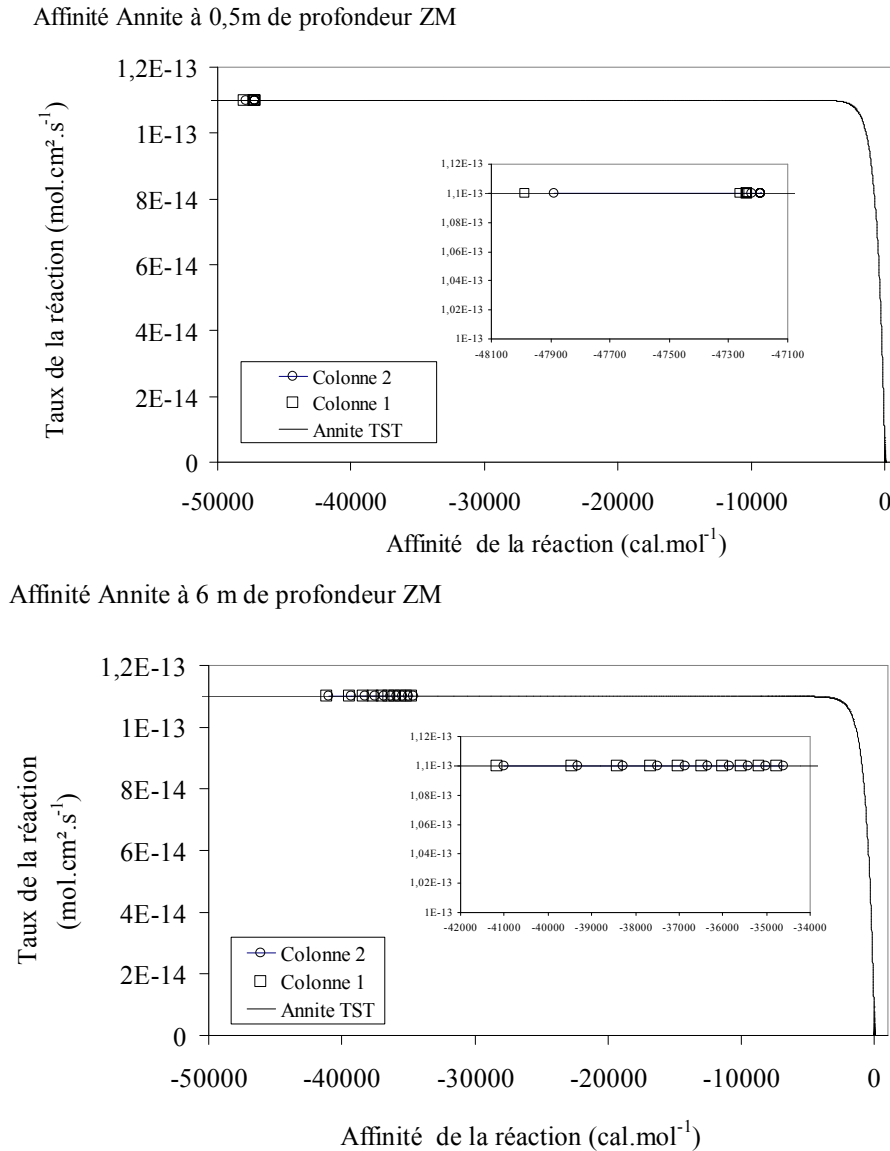 Affinité Annite à 0,5m de profondeur ZM
1,2E-13
1E-13
8E-14
6E-14
4E-14
2E-14
0
Taux de la réaction (mol.cm².s-1)
1,12E-13
1,1E-13
1,08E-13
1,06E-13
1,04E-13
1,02E-13
1E-13
-48100 -47900 -47700 -47500 -47300 -47100
Colonne 2
Colonne 1
Annite TST
-50000 -40000 -30000 -20000 -10000 0
Affinité de la réaction (cal.mol-1)
Affinité Annite à 6 m de profondeur ZM
1,2E-13
1E-13
8E-14
6E-14
4E-14
2E-14
0
Taux de la réaction
(mol.cm².s-1)
1,12E-13
1,1E-13
1,08E-13
1,06E-13
1,04E-13
1,02E-13
1E-13
-42000 -41000 -40000 -39000 -38000 -37000 -36000 -35000 -34000
Colonne 2
Colonne 1
Annite TST
-50000 -40000 -30000 -20000 -10000 0
Affinité de la réaction (cal.mol-1)